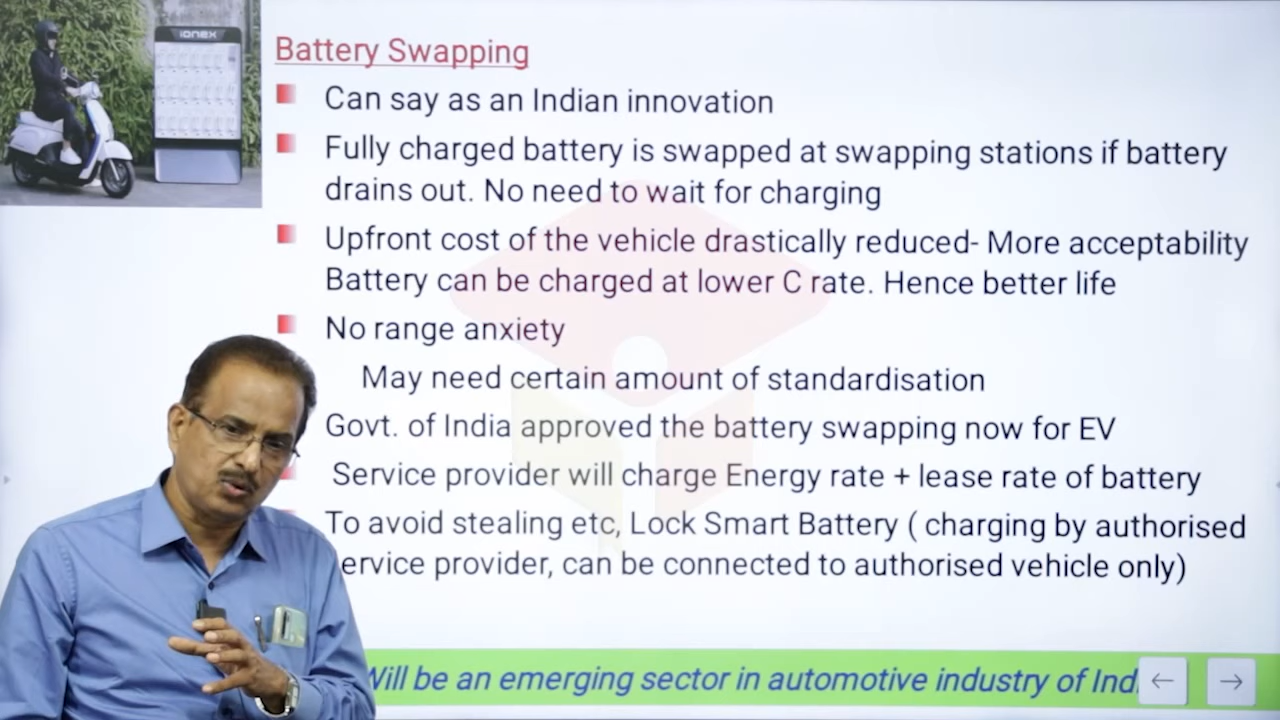 IONEX
Battery Swapping
Can say as an Indian innovation
Fully charged battery is swapped at swapping stations if battery
drains out. No need to wait for charging
Upfront cost of the vehicle drastically reduced- More acceptability
Battery can be charged at lower C rate. Hence better life
No range anxiety
May need certain amount of standardisation
Govt. of India approved the battery swapping now for EV
Service provider will charge Energy rate + lease rate of battery
To avoid stealing etc, Lock Smart Battery ( charging by authorised
ervice provider, can be connected to authorised vehicle only)
Will be an emerging sector in automotive industry of Indi